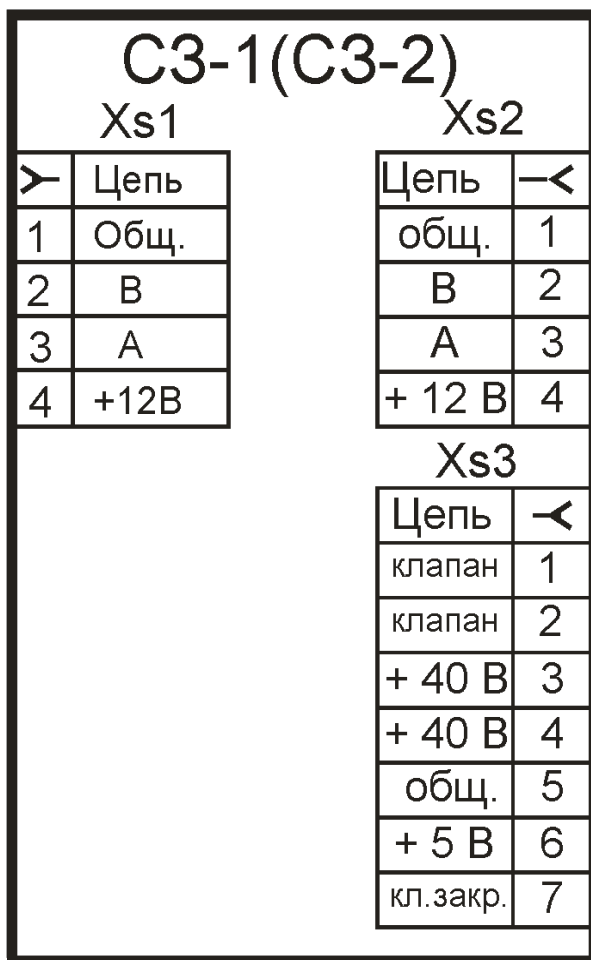 СЗ-1(СЗ-2)
Xs1
Цепь
1 Общ.
2 В
3 А
4 +12В
Xs2
Цепь
общ. 1
В 2
А 3
+ 12 В 4
Xs3
Цепь
клапан 1
клапан 2
+ 40 В 3
+ 40 В 4
общ. 5
+ 5 В 6
кл.закр. 7